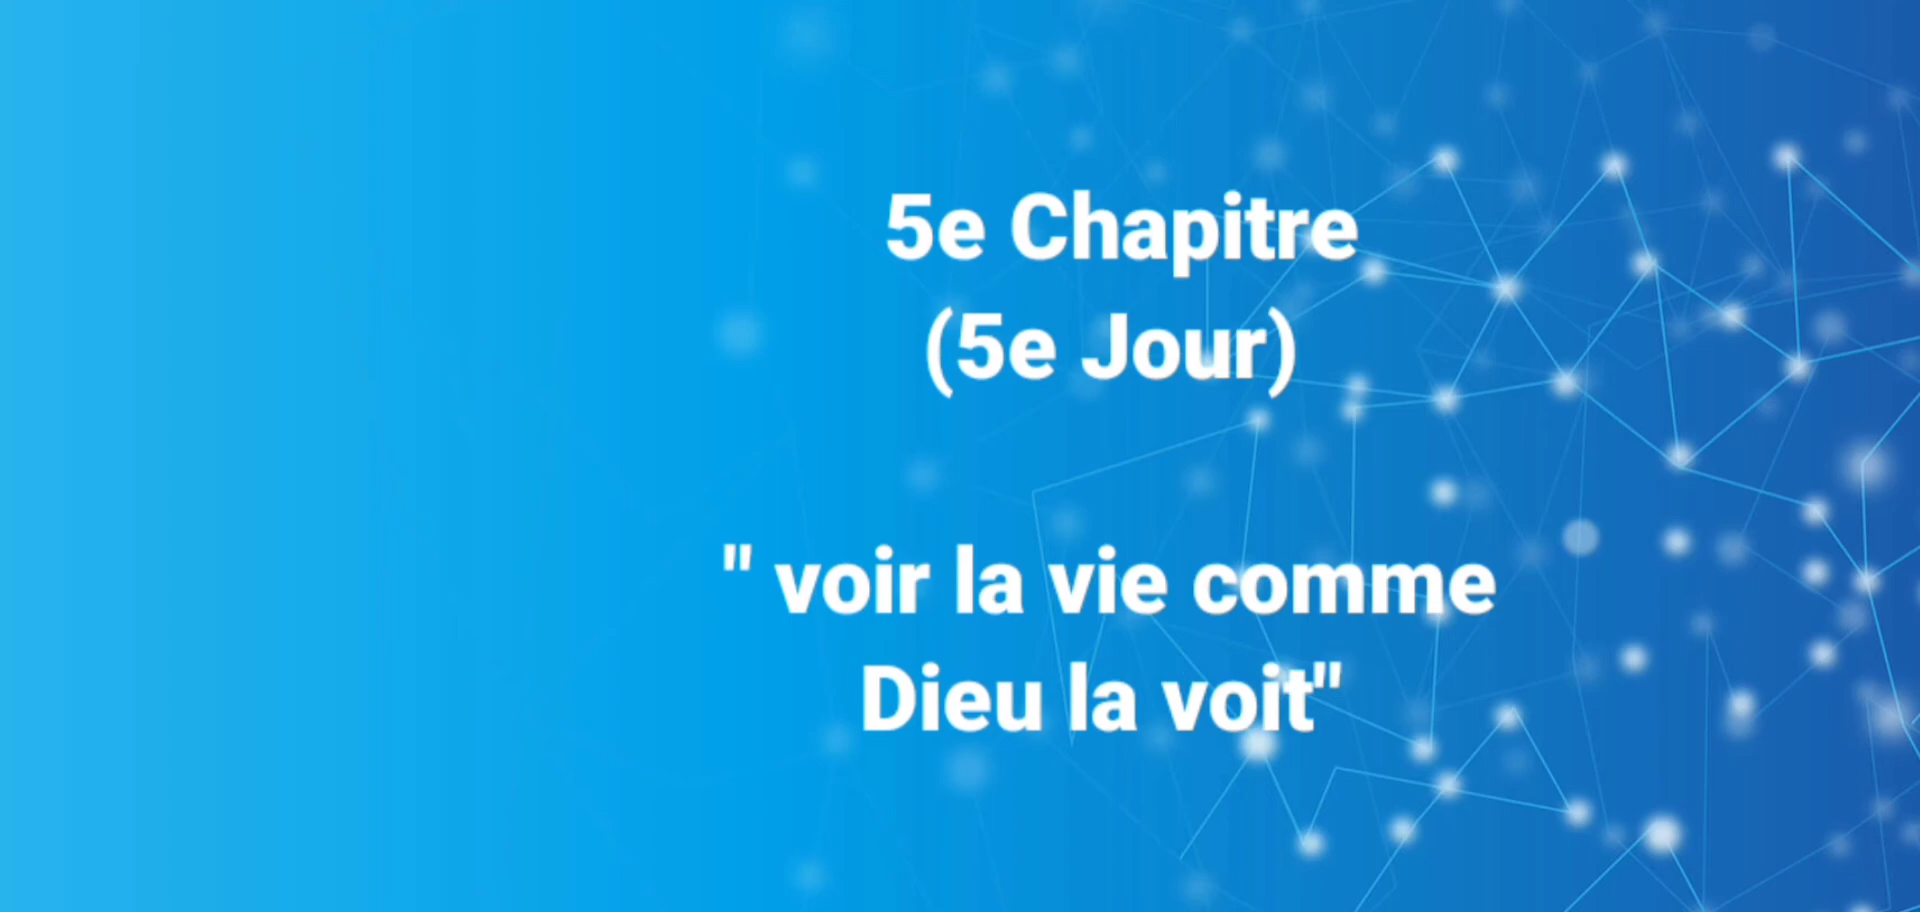 5e Chapitre
(5e Jour)
" voir la vie comme
Dieu la voit"